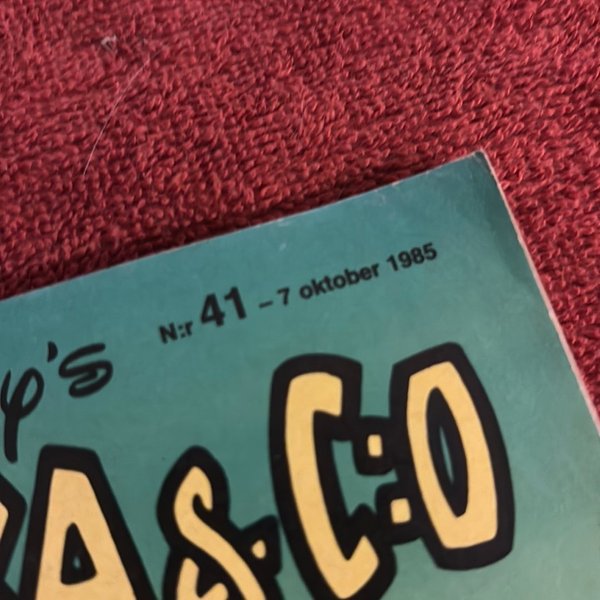 N:r 41 – 7 oktober 1985
y's
A & C:O